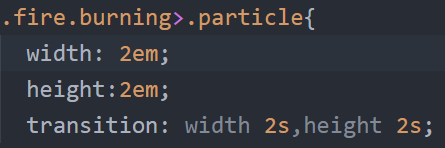 .fire.burning>.particle{
width: 2em;
height:2em;
transition: width 2s,height 2s;